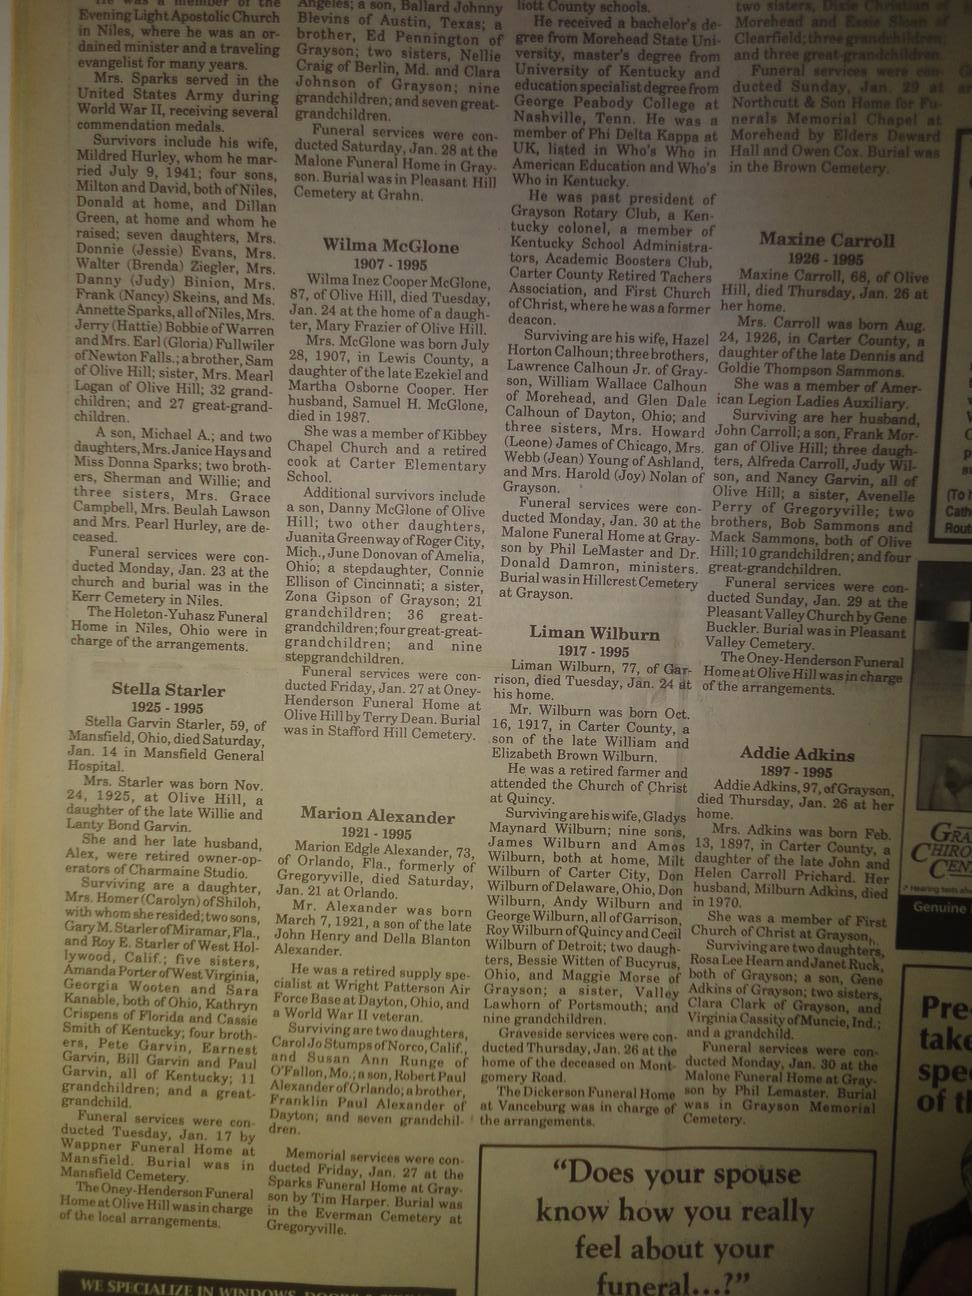 Evening Light Apostolic Church
in Niles, where he was an or-
dained minister and a traveling
evangelist for many years.
Mrs. Sparks served in the
United States Army during
World War II, receiving several
commendation medals.
Survivors include his wife,
Mildred Hurley, whom he mar-
ried July 9, 1941; four sons,
Milton and David, both of Niles,
Donald at home, and Dillan
Green, at home and whom he
raised; seven daughters, Mrs.
Donnie (Jessie) Evans, Mrs.
Walter (Brenda) Ziegler, Mrs.
Danny (Judy) Binion, Mrs.
Frank (Nancy) Skeins, and Ms.
Annette Sparks, all of Niles, Mrs.
Jerry (Hattie) Bobbie of Warren
and Mrs. Earl (Gloria) Fullwiler
of Newton Falls.; a brother, Sam
of Olive Hill; sister, Mrs. Mearl
Logan of Olive Hill; 32 grand-
children; and 27 great-grand-
children.
A son, Michael A.; and two
daughters, Mrs. Janice Hays and
Miss Donna Sparks; two broth-
ers, Sherman and Willie; and
three sisters, Mrs. Grace
Campbell, Mrs. Beulah Lawson
and Mrs. Pearl Hurley, are de-
ceased.
Funeral services were con-
ducted Monday, Jan. 23 at the
church and burial was in the
Kerr Cemetery in Niles.
The Holeton-Yuhasz Funeral
Home in Niles, Ohio were in
charge of the arrangements.
Stella Starler
1925 - 1995
Stella Garvin Starler, 59, of
Mansfield, Ohio, died Saturday,
Jan. 14 in Mansfield General
Hospital.
Mrs. Starler was born Nov.
24, 1925, at Olive Hill, a
daughter of the late Willie and
Lanty Bond Garvin.
She and her late husband,
Alex, were retired owner-op-
erators of Charmaine Studio.
Surviving are a daughter,
Mrs. Homer (Carolyn) of Shiloh,
with whom she resided; two sons,
Gary M. Starler of Miramar, Fla.,
and Roy E. Starler of West Hol-
lywood, Calif.; five sisters,
Amanda Porter of West Virginia,
Georgia Wooten and Sara
Kanable, both of Ohio, Kathryn
Crispens of Florida and Cassie
Smith of Kentucky; four broth-
ers, Pete Garvin, Earnest
Garvin, Bill Garvin and Paul
Garvin, all of Kentucky; 11
grandchildren; and a great-
grandchild.
Funeral services were con-
ducted Tuesday, Jan. 17 by
Wappner Funeral Home at
Mansfield. Burial was in
Mansfield Cemetery.
The Oney-Henderson Funeral
Home at Olive Hill was in charge
of the local arrangements.
Angeles; a son, Ballard Johnny
Blevins of Austin, Texas; a
brother, Ed Pennington of
Grayson; two sisters, Nellie
Craig of Berlin, Md. and Clara
Johnson of Grayson; nine
grandchildren; and seven great-
grandchildren.
Funeral services were con-
ducted Saturday, Jan. 28 at the
Malone Funeral Home in Gray-
son. Burial was in Pleasant Hill
Cemetery at Grahn.
Wilma McGlone
1907 - 1995
Wilma Inez Cooper McGlone,
87, of Olive Hill, died Tuesday,
Jan. 24 at the home of a daugh-
ter, Mary Frazier of Olive Hill.
Mrs. McGlone was born July
28, 1907, in Lewis County, a
daughter of the late Ezekiel and
Martha Osborne Cooper. Her
husband, Samuel H. McGlone,
died in 1987.
She was a member of Kibbey
Chapel Church and a retired
cook at Carter Elementary
School.
Additional survivors include
a son, Danny McGlone of Olive
Hill; two other daughters,
Juanita Greenway of Roger City,
Mich., June Donovan of Amelia,
Ohio; a stepdaughter, Connie
Ellison of Cincinnati; a sister,
Zona Gipson of Grayson; 21
grandchildren; 36 great-
grandchildren; four great-great-
grandchildren; and nine
stepgrandchildren.
Funeral services were con-
ducted Friday, Jan. 27 at Oney-
Henderson Funeral Home at
Olive Hill by Terry Dean. Burial
was in Stafford Hill Cemetery.
Marion Alexander
1921 - 1995
Marion Edgle Alexander, 73,
of Orlando, Fla., formerly of
Gregoryville, died Saturday,
Jan. 21 at Orlando.
Mr. Alexander was born
March 7, 1921, a son of the late
John Henry and Della Blanton
Alexander.
He was a retired supply spe-
cialist at Wright Patterson Air
Force Base at Dayton, Ohio, and
a World War II veteran.
Surviving are two daughters,
Carol Jo Stumps of Norco, Calif.,
and Susan Ann Runge of
O'Fallon, Mo.; a son, Robert Paul
Alexander of Orlando; a brother,
Franklin Paul Alexander of
Dayton; and seven grandchil-
dren.
Memorial services were con-
ducted Friday, Jan. 27 at the
Sparks Funeral Home at Gray-
son by Tim Harper. Burial was
in the Everman Cemetery at
Gregoryville.
liott County schools.
He received a bachelor's de-
gree from Morehead State Uni-
versity, master's degree from
University of Kentucky and
education specialist degree from
George Peabody College at
Nashville, Tenn. He was a
member of Phi Delta Kappa at
UK, listed in Who's Who in
American Education and Who's
Who in Kentucky.
He was past president of
Grayson Rotary Club, a Ken-
tucky colonel, a member of
Kentucky School Administra-
tors, Academic Boosters Club,
Carter County Retired Tachers
Association, and First Church
of Christ, where he was a former
deacon.
Surviving are his wife, Hazel
Horton Calhoun; three brothers,
Lawrence Calhoun Jr. of Gray-
son, William Wallace Calhoun
of Morehead, and Glen Dale
Calhoun of Dayton, Ohio; and
three sisters, Mrs. Howard
(Leone) James of Chicago, Mrs.
Webb (Jean) Young of Ashland,
and Mrs. Harold (Joy) Nolan of
Grayson.
Funeral services were con-
ducted Monday, Jan. 30 at the
Malone Funeral Home at Gray-
son by Phil LeMaster and Dr.
Donald Damron, ministers.
Burial was in Hillcrest Cemetery
at Grayson.
Liman Wilburn
1917 - 1995
Liman Wilburn, 77, of Gar-
rison, died Tuesday, Jan. 24 at
his home.
Mr. Wilburn was born Oct.
16, 1917, in Carter County, a
son of the late William and
Elizabeth Brown Wilburn.
He was a retired farmer and
attended the Church of Christ
at Quincy.
Surviving are his wife, Gladys
Maynard Wilburn; nine sons,
James Wilburn and Amos
Wilburn, both at home, Milt
Wilburn of Carter City, Don
Wilburn of Delaware, Ohio, Don
Wilburn, Andy Wilburn and
George Wilburn, all of Garrison,
Roy Wilburn of Quincy and Cecil
Wilburn of Detroit; two daugh-
ters, Bessie Witten of Bucyrus,
Ohio, and Maggie Morse of
Grayson; a sister, Valley
Lawhorn of Portsmouth; and
nine grandchildren.
Graveside services were con-
ducted Thursday, Jan. 26 at the
home of the deceased on Mont-
gomery Road.
The Dickerson Funeral Home
at Vanceburg was in charge of
the arrangements.
two sisters, Dixie Christian of
Morehead and Essie Sloan of
Clearfield; three grandchildren;
and three great-grandchildren.
Funeral services were con-
ducted Sunday, Jan. 29 at
Northcutt & Son Home for Fu-
nerals Memorial Chapel at
Morehead by Elders Deward
Hall and Owen Cox. Burial was
in the Brown Cemetery.
Maxine Carroll
1926 - 1995
Maxine Carroll, 68, of Olive
Hill, died Thursday, Jan. 26 at
her home.
Mrs. Carroll was born Aug.
24, 1926, in Carter County, a
daughter of the late Dennis and
Goldie Thompson Sammons.
She was a member of Amer-
ican Legion Ladies Auxiliary.
Surviving are her husband,
John Carroll; a son, Frank Mor-
gan of Olive Hill; three daugh-
ters, Alfreda Carroll, Judy Wil-
son, and Nancy Garvin, all of
Olive Hill; a sister, Avenelle
Perry of Gregoryville; two
brothers, Bob Sammons and
Mack Sammons, both of Olive
Hill; 10 grandchildren; and four
great-grandchildren.
Funeral services were con-
ducted Sunday, Jan. 29 at the
Pleasant Valley Church by Gene
Buckler. Burial was in Pleasant
Valley Cemetery.
The Oney-Henderson Funeral
Home at Olive Hill was in charge
of the arrangements.
Addie Adkins
1897 - 1995
Addie Adkins, 97, of Grayson,
died Thursday, Jan. 26 at her
home.
Mrs. Adkins was born Feb.
13, 1897, in Carter County, a
daughter of the late John and
Helen Carroll Prichard. Her
husband, Milburn Adkins, died
in 1970.
She was a member of First
Church of Christ at Grayson.
Surviving are two daughters,
Rosa Lee Hearn and Janet Ruck,
both of Grayson; a son, Gene
Adkins of Grayson; two sisters,
Clara Clark of Grayson, and
Virginia Cassity of Muncie, Ind.;
and a grandchild.
Funeral services were con-
ducted Monday, Jan. 30 at the
Malone Funeral Home at Gray-
son by Phil Lemaster. Burial
was in Grayson Memorial
Cemetery.
"Does your spouse
know how you really
feel about your
funeral...?"
WE SPECIALIZE IN WINDOWS,
(To
Cath
Rout
GRA
CHIRO
CEN
Genuine
Pre
take
spe
of t